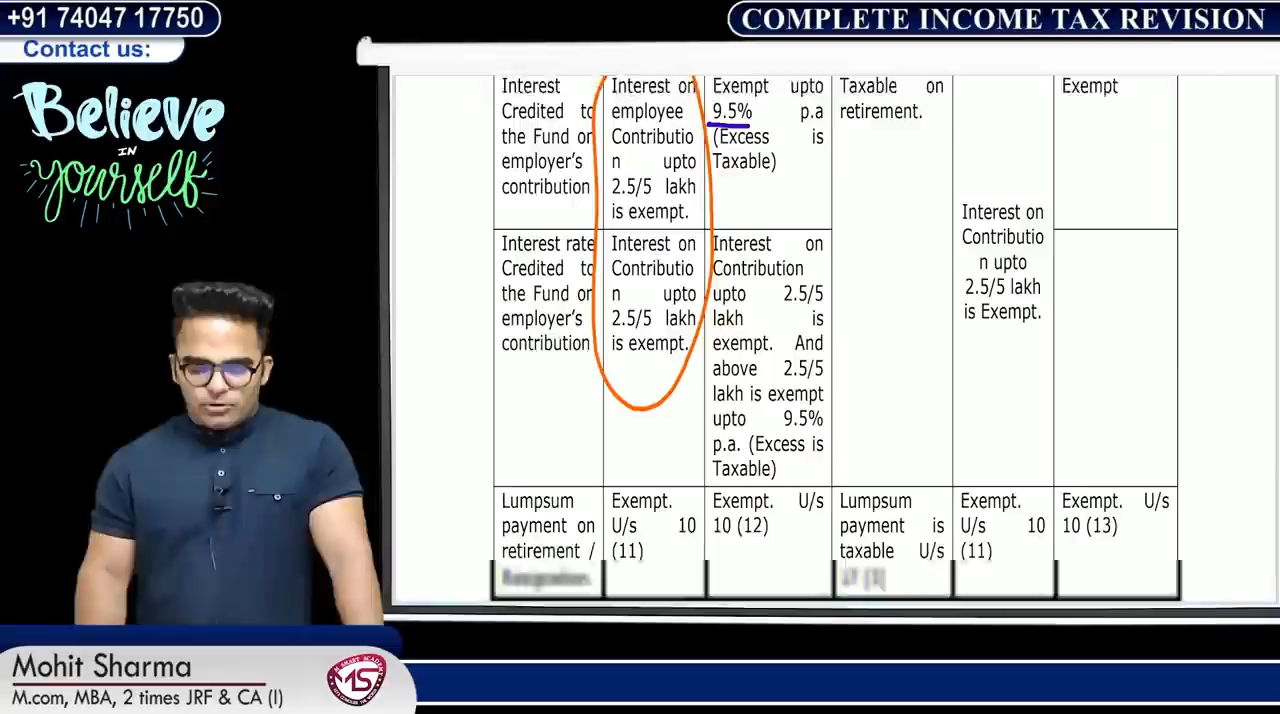 +91 74047 17750
Contact us:
COMPLETE INCOME TAX REVISION
Believe
IN
yourself
Interest
Credited to
the Fund on
employer's
contribution
Interest on
employee
Contributio
n upto
2.5/5 lakh
is exempt.
Exempt upto
9.5% p.a
(Excess is
Taxable)
Taxable on
retirement.
Interest on
Contributio
n upto
2.5/5 lakh
is Exempt.
Exempt
Interest rate
Credited to
the Fund on
employer's
contribution
Interest on
Contributio
n upto
2.5/5 lakh
is exempt.
Interest on
Contribution
upto 2.5/5
lakh is
exempt. And
above 2.5/5
lakh is exempt
upto 9.5%
p.a. (Excess is
Taxable)
Lumpsum
payment on
retirement /
Exempt.
U/s 10
(11)
Exempt. U/s
10 (12)
Lumpsum
payment is
taxable U/s
Exempt.
U/s 10
(11)
Exempt. U/s
10 (13)
Mohit Sharma
M.com, MBA, 2 times JRF & CA (I)
MS